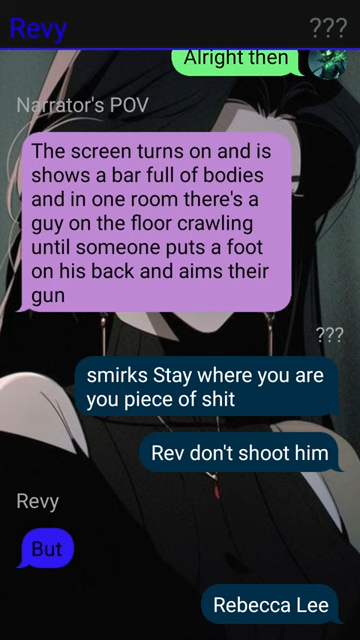 Revy
???
Alright then
Narrator's POV
The screen turns on and is
shows a bar full of bodies
and in one room there's a
guy on the floor crawling
until someone puts a foot
on his back and aims their
gun
???
smirks Stay where you are
you piece of shit
Rev don't shoot him
Revy
But
Rebecca Lee